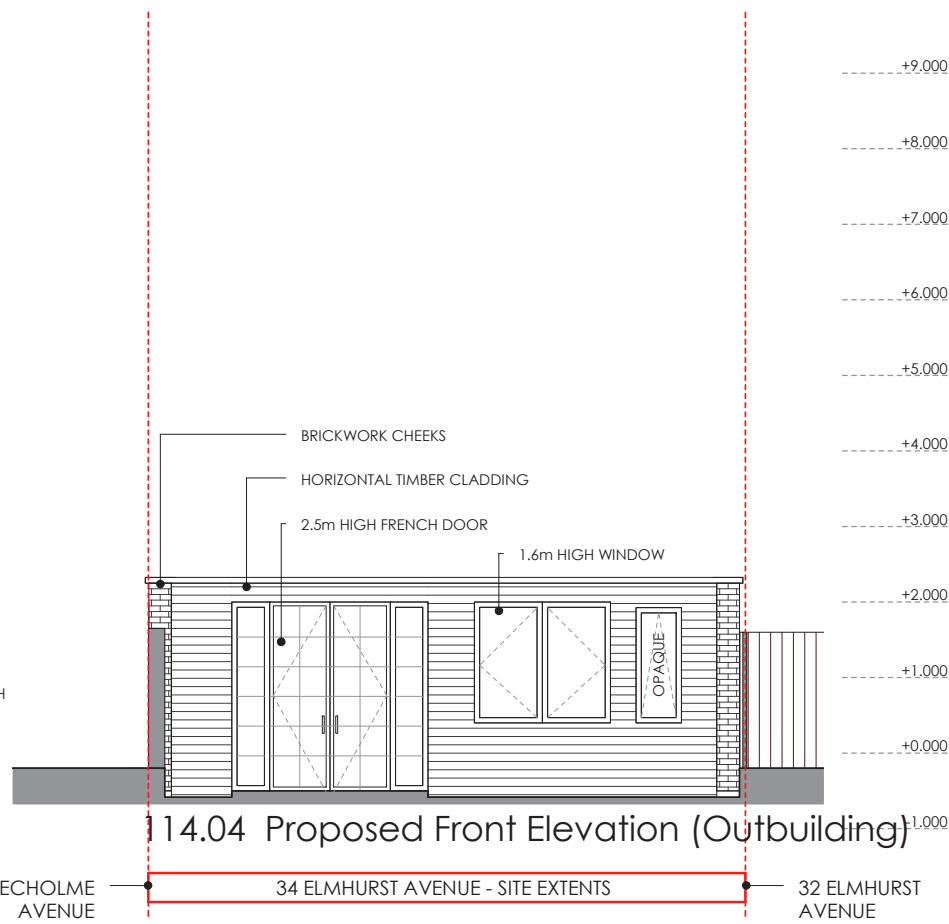 +9.000
+8.000
+7.000
+6.000
+5.000
+4.000
+3.000
+2.000
+1.000
+0.000
BRICKWORK CHEEKS
HORIZONTAL TIMBER CLADDING
2.5m HIGH FRENCH DOOR
1.6m HIGH WINDOW
OPAQUE
H
114.04 Proposed Front Elevation (Outbuilding)
-1.000
ECHOLME
AVENUE
34 ELMHURST AVENUE - SITE EXTENTS
32 ELMHURST
AVENUE